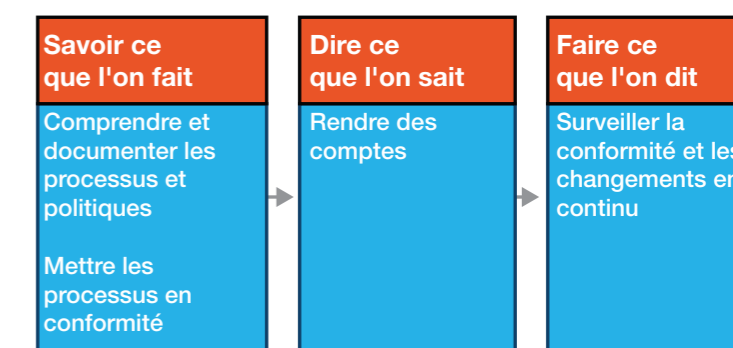 Savoir ce
que l'on fait
Comprendre et
documenter les
processus et
politiques
Mettre les
processus en
conformité
Dire ce
que l'on sait
Rendre des
comptes
Faire ce
que l'on dit
Surveiller la
conformité et les
changements en
continu